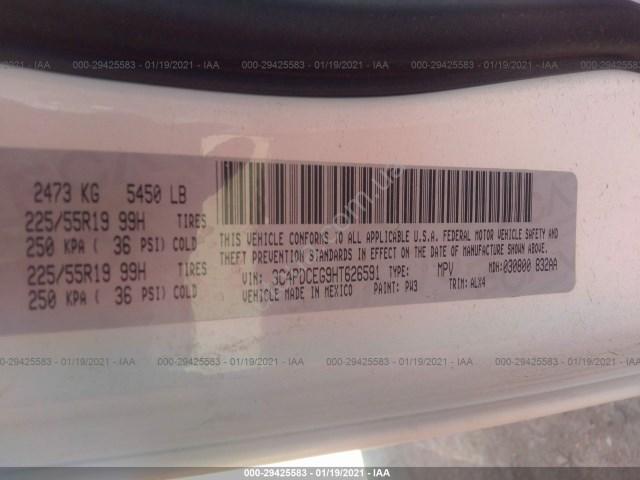 000-29425583 - 01/19/2021 - IAA
2473 KG 5450 LB
225/55R19 99H TIRES
250 KPA ( 36 PSI) COLD
225/55R19 99H TIRES
250 KPA ( 36 PSI) COLD
THIS VEHICLE CONFORMS TO ALL APPLICABLE U.S.A. FEDERAL MOTOR VEHICLE SAFETY AND
THEFT PREVENTION STANDARDS IN EFFECT ON THE DATE OF MANUFACTURE SHOWN ABOVE.
VIN: 3C4PDCEG9HT626591 TYPE: MPV MDH:030800 832AA
VEHICLE MADE IN MEXICO PAINT: PW3 TRIM:ALX4
000-29425583 - 01/19/2021 - IAA
000-29425583 - 01/19/2021 - IAA